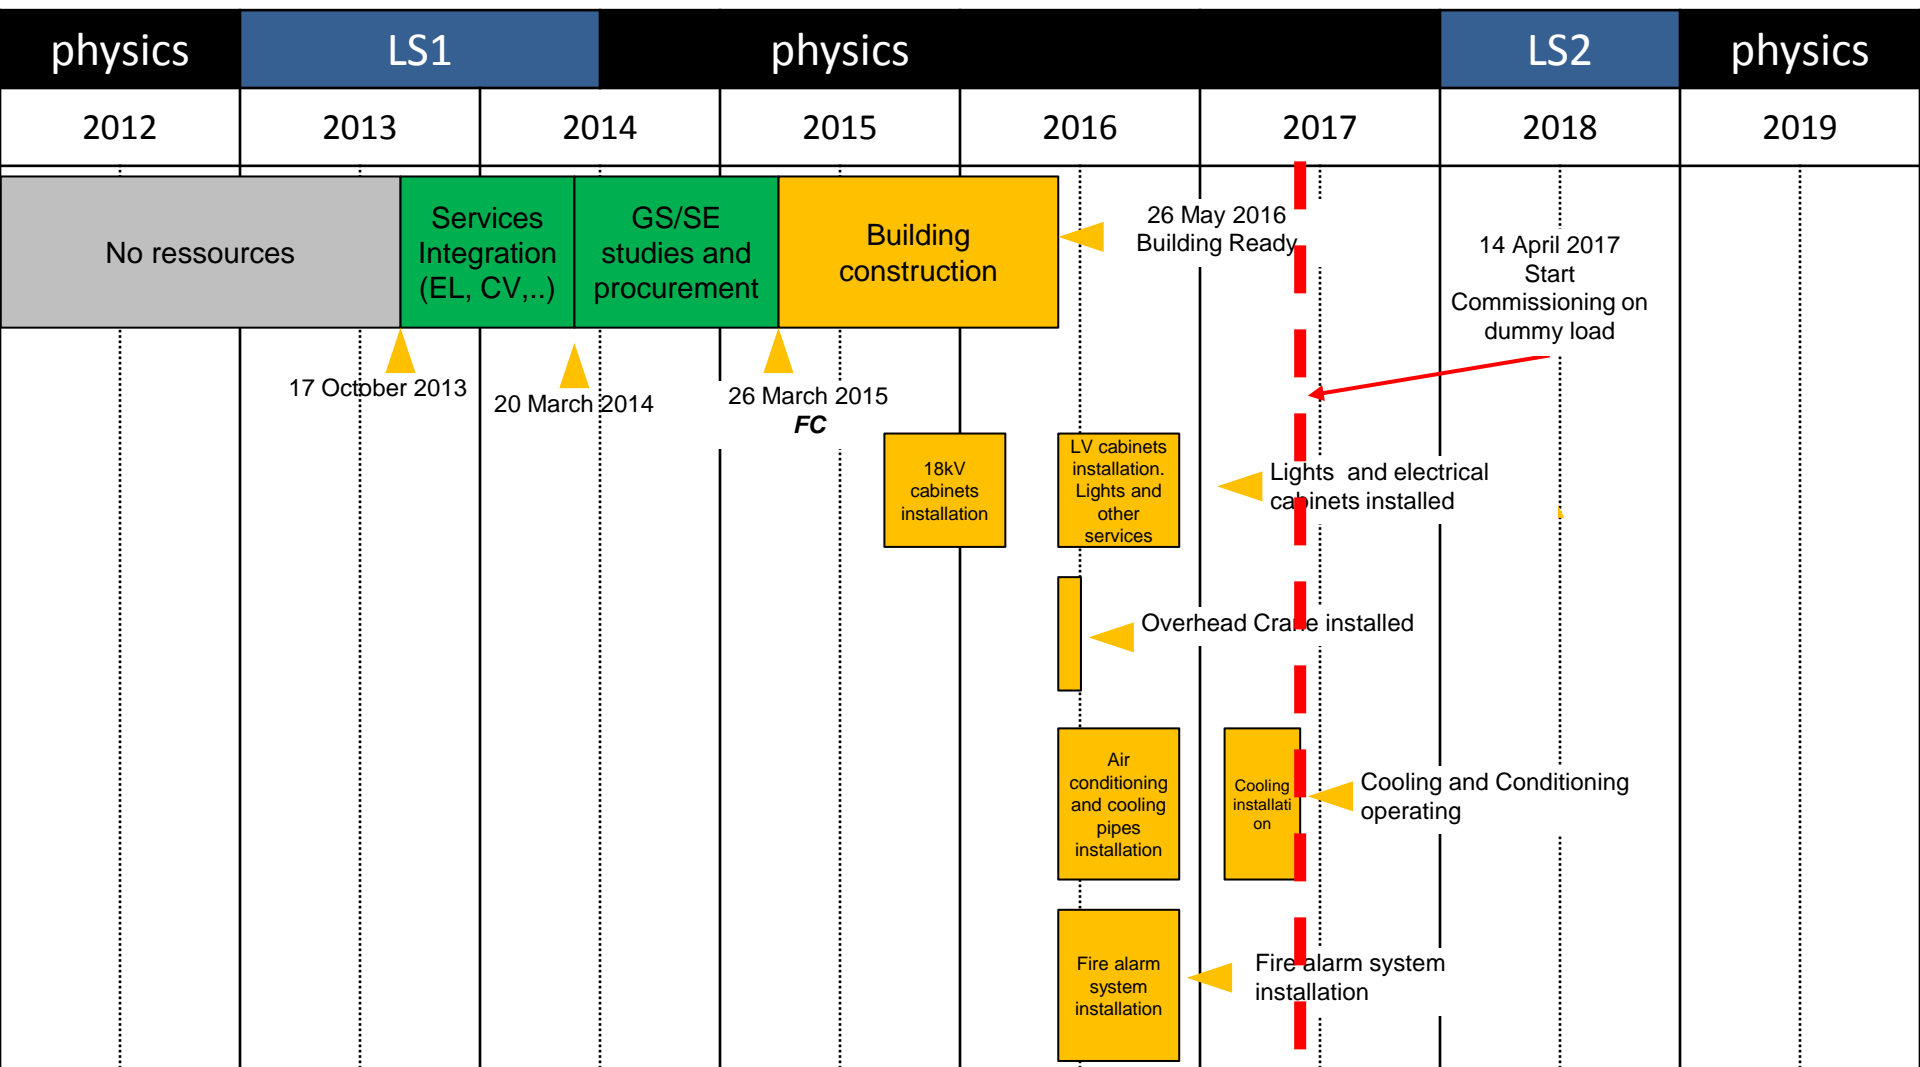 physics
LS1
physics
LS2
physics
2012
2013
2014
2015
2016
2017
2018
2019
No ressources
Services
Integration
(EL, CV,..)
GS/SE
studies and
procurement
Building
construction
26 May 2016
Building Ready
14 April 2017
Start
Commissioning on
dummy load
17 October 2013
20 March 2014
26 March 2015
FC
18kV
cabinets
installation
LV cabinets
installation.
Lights and
other
services
Lights  and electrical
cabinets installed
Overhead Crane installed
Air
conditioning
and cooling
pipes
installation
Cooling
installati
on
Cooling and Conditioning
operating
Fire alarm
system
installation
Fire alarm system
installation